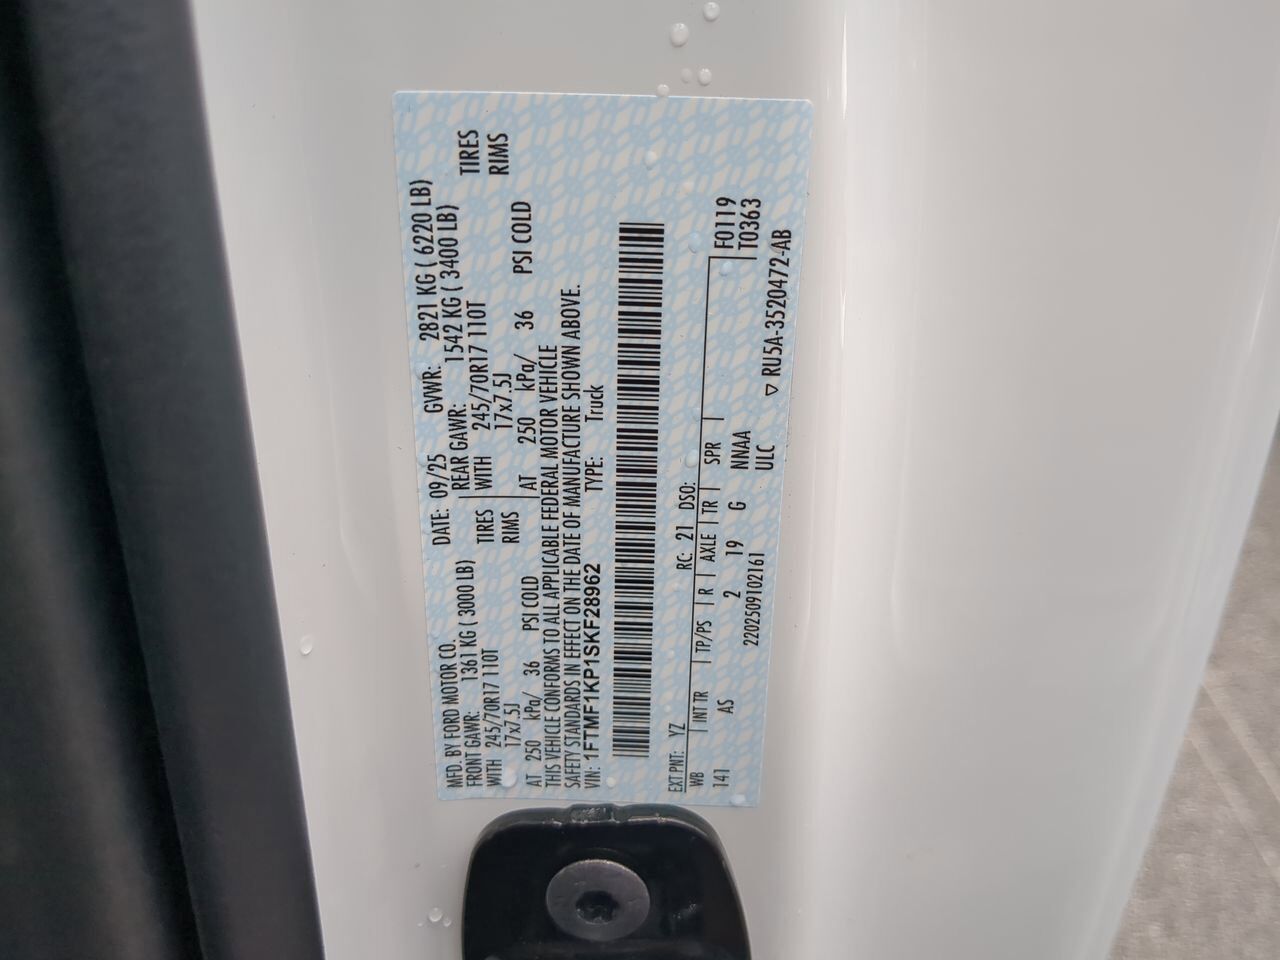 MFD. BY FORD MOTOR CO. DATE: 09/25 GVWR: 2821 KG ( 6220 LB)
FRONT GAWR: 1361 KG ( 3000 LB) REAR GAWR: 1542 KG ( 3400 LB)
WITH 245/70R17 110T TIRES WITH 245/70R17 110T TIRES
17x7.5J RIMS 17x7.5J RIMS
AT 250 kPa/ 36 PSI COLD AT 250 kPa/ 36 PSI COLD
THIS VEHICLE CONFORMS TO ALL APPLICABLE FEDERAL MOTOR VEHICLE
SAFETY STANDARDS IN EFFECT ON THE DATE OF MANUFACTURE SHOWN ABOVE.
VIN: 1FTMF1KP1SKF28962 TYPE: Truck
EXT PNT: YZ RC: 21 DSO:
WB INT TR TP/PS R AXLE TR SPR F0119
141 AS 2 19 G NNAA T0363
2202509102161 ULC ▽ RU5A-3520472-AB